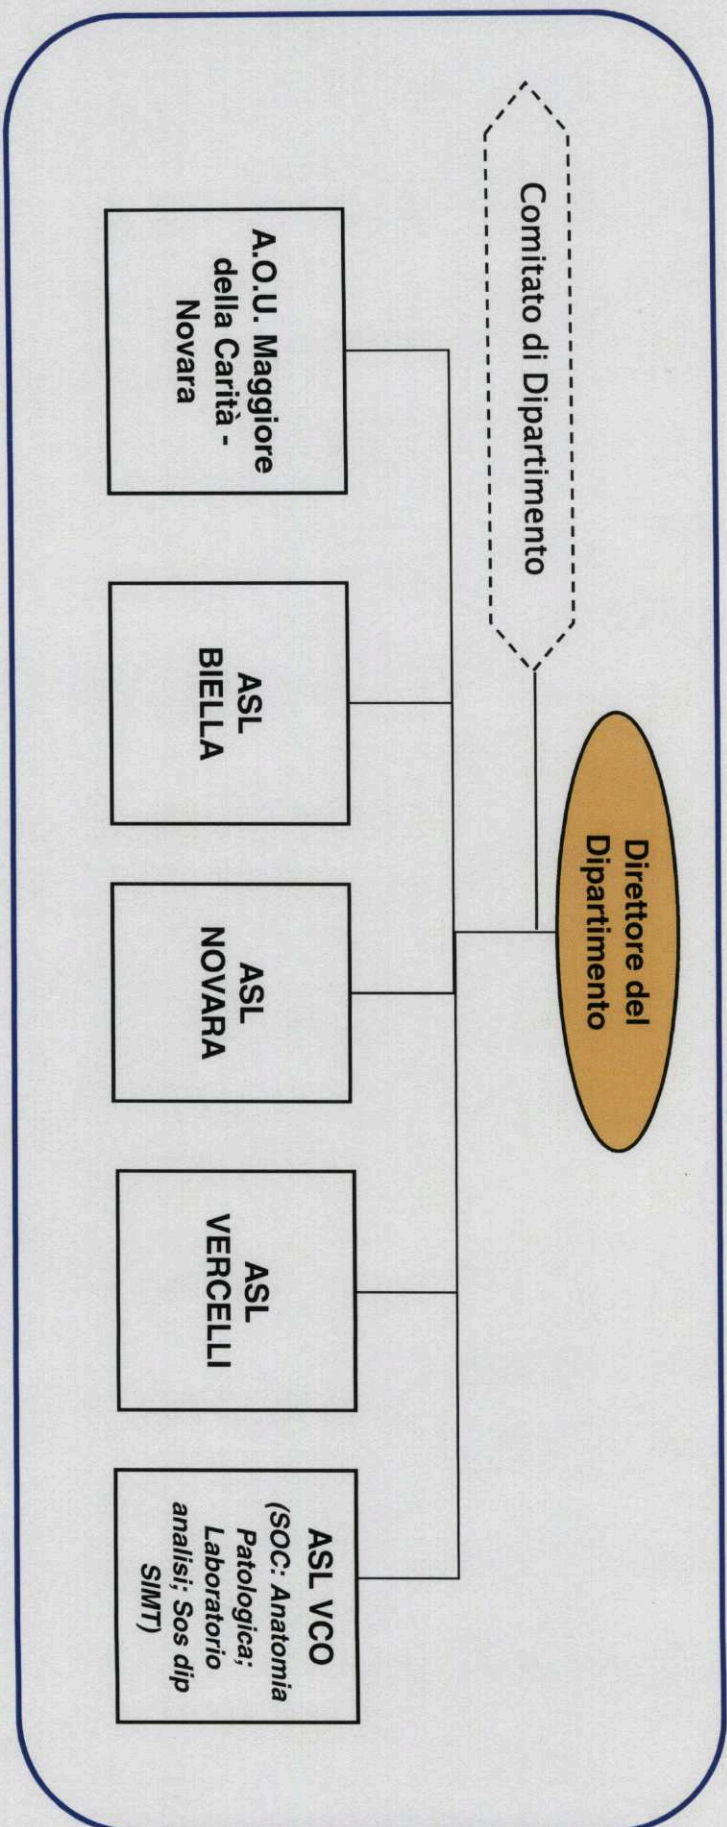 Direttore del
Dipartimento
Comitato di Dipartimento
A.O.U. Maggiore
della Carità -
Novara
ASL
BIELLA
ASL
NOVARA
ASL
VERCELLI
ASL VCO
(SOC: Anatomia
Patologica;
Laboratorio
analisi; Sos dip
SIMT)